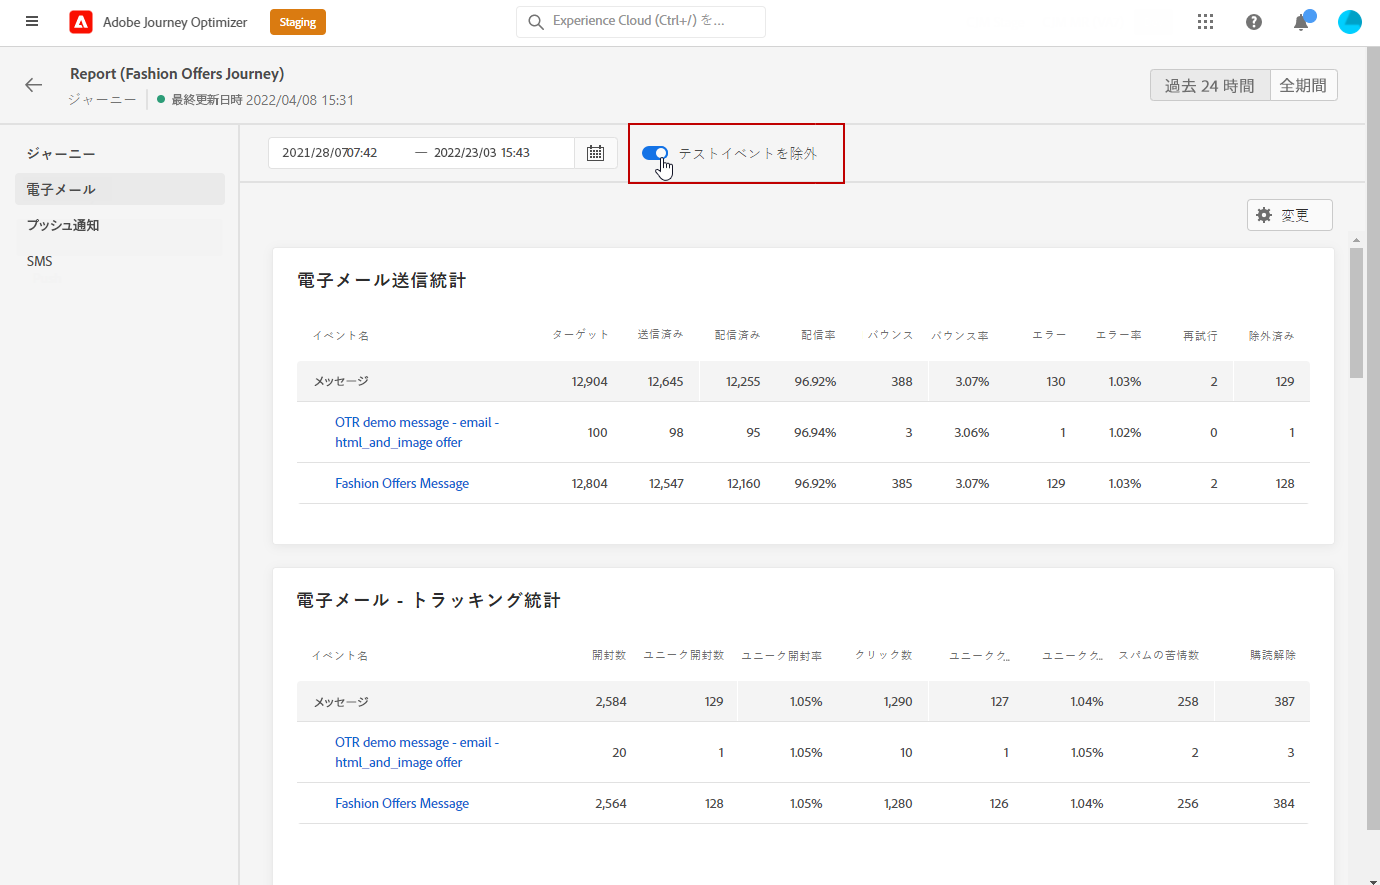 Adobe Journey Optimizer Staging Experience Cloud (Ctrl+/) を...
Report (Fashion Offers Journey)
ジャーニー 最終更新日時 2022/04/08 15:31
過去 24 時間 全期間
ジャーニー
電子メール
プッシュ通知
SMS
2021/28/0707:42 — 2022/23/03 15:43
テストイベントを除外
変更
電子メール送信統計
イベント名 ターゲット 送信済み 配信済み 配信率 バウンス バウンス率 エラー エラー率 再試行 除外済み
メッセージ 12,904 12,645 12,255 96.92% 388 3.07% 130 1.03% 2 129
OTR demo message - email -
html_and_image offer 100 98 95 96.94% 3 3.06% 1 1.02% 0 1
Fashion Offers Message 12,804 12,547 12,160 96.92% 385 3.07% 129 1.03% 2 128
電子メール - トラッキング統計
イベント名 開封数 ユニーク開封数 ユニーク開封率 クリック数 ユニークク... ユニークク... スパムの苦情数 購読解除
メッセージ 2,584 129 1.05% 1,290 127 1.04% 258 387
OTR demo message - email -
html_and_image offer 20 1 1.05% 10 1 1.05% 2 3
Fashion Offers Message 2,564 128 1.05% 1,280 126 1.04% 256 384